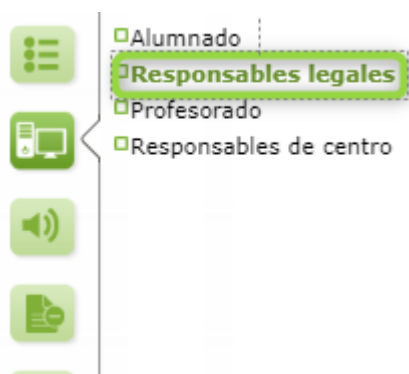 Alumnado
Responsables legales
Profesorado
Responsables de centro